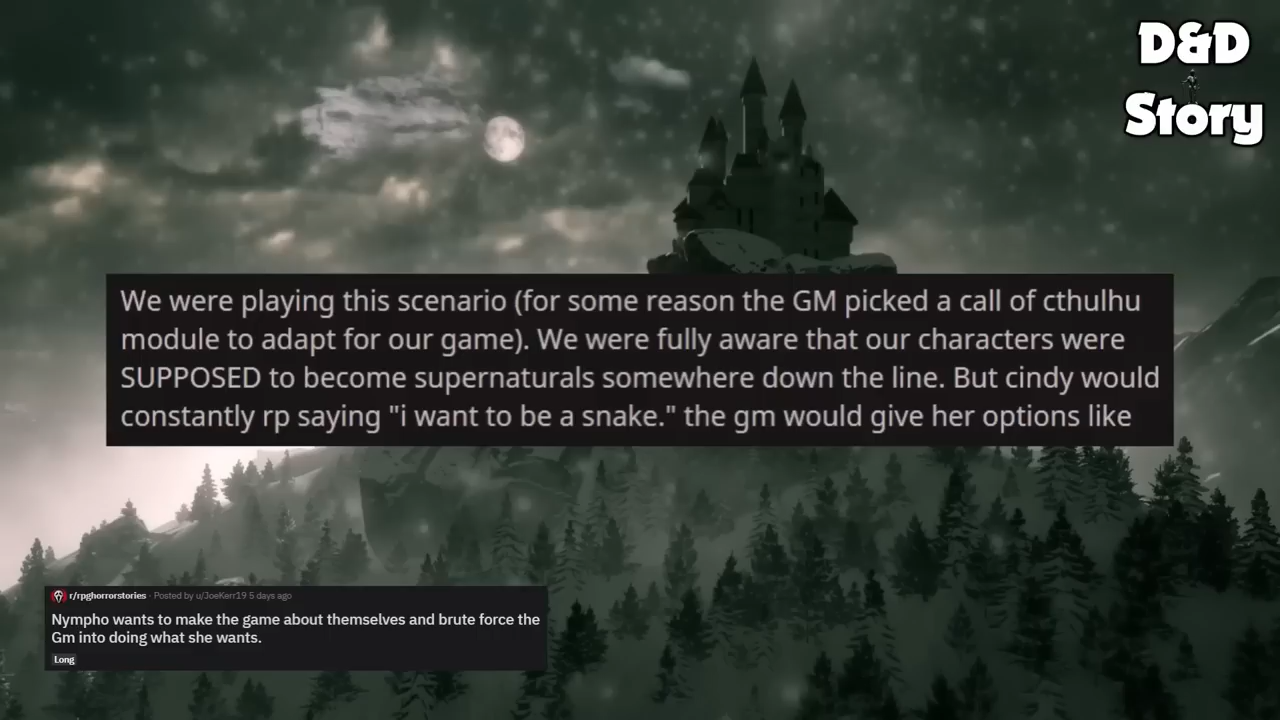 D&D
Story
We were playing this scenario (for some reason the GM picked a call of cthulhu
module to adapt for our game). We were fully aware that our characters were
SUPPOSED to become supernaturals somewhere down the line. But cindy would
constantly rp saying "i want to be a snake." the gm would give her options like
r/rpghorrorstories · Posted by u/JoeKerr19 5 days ago
Nympho wants to make the game about themselves and brute force the
Gm into doing what she wants.
Long